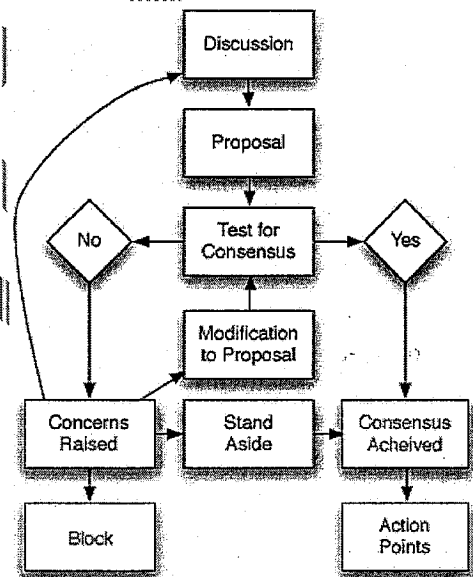 Discussion
Proposal
Test for
Consensus
No
Yes
Modification
to Proposal
Concerns
Raised
Stand
Aside
Consensus
Acheived
Block
Action
Points